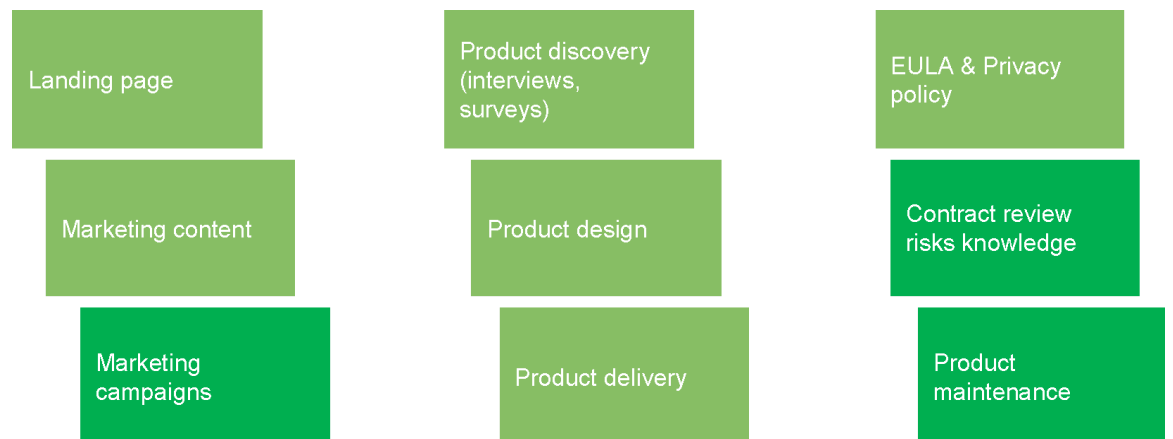 Landing page
Marketing content
Marketing
campaigns
Product discovery
(interviews,
surveys)
Product design
Product delivery
EULA & Privacy
policy
Contract review
risks knowledge
Product
maintenance